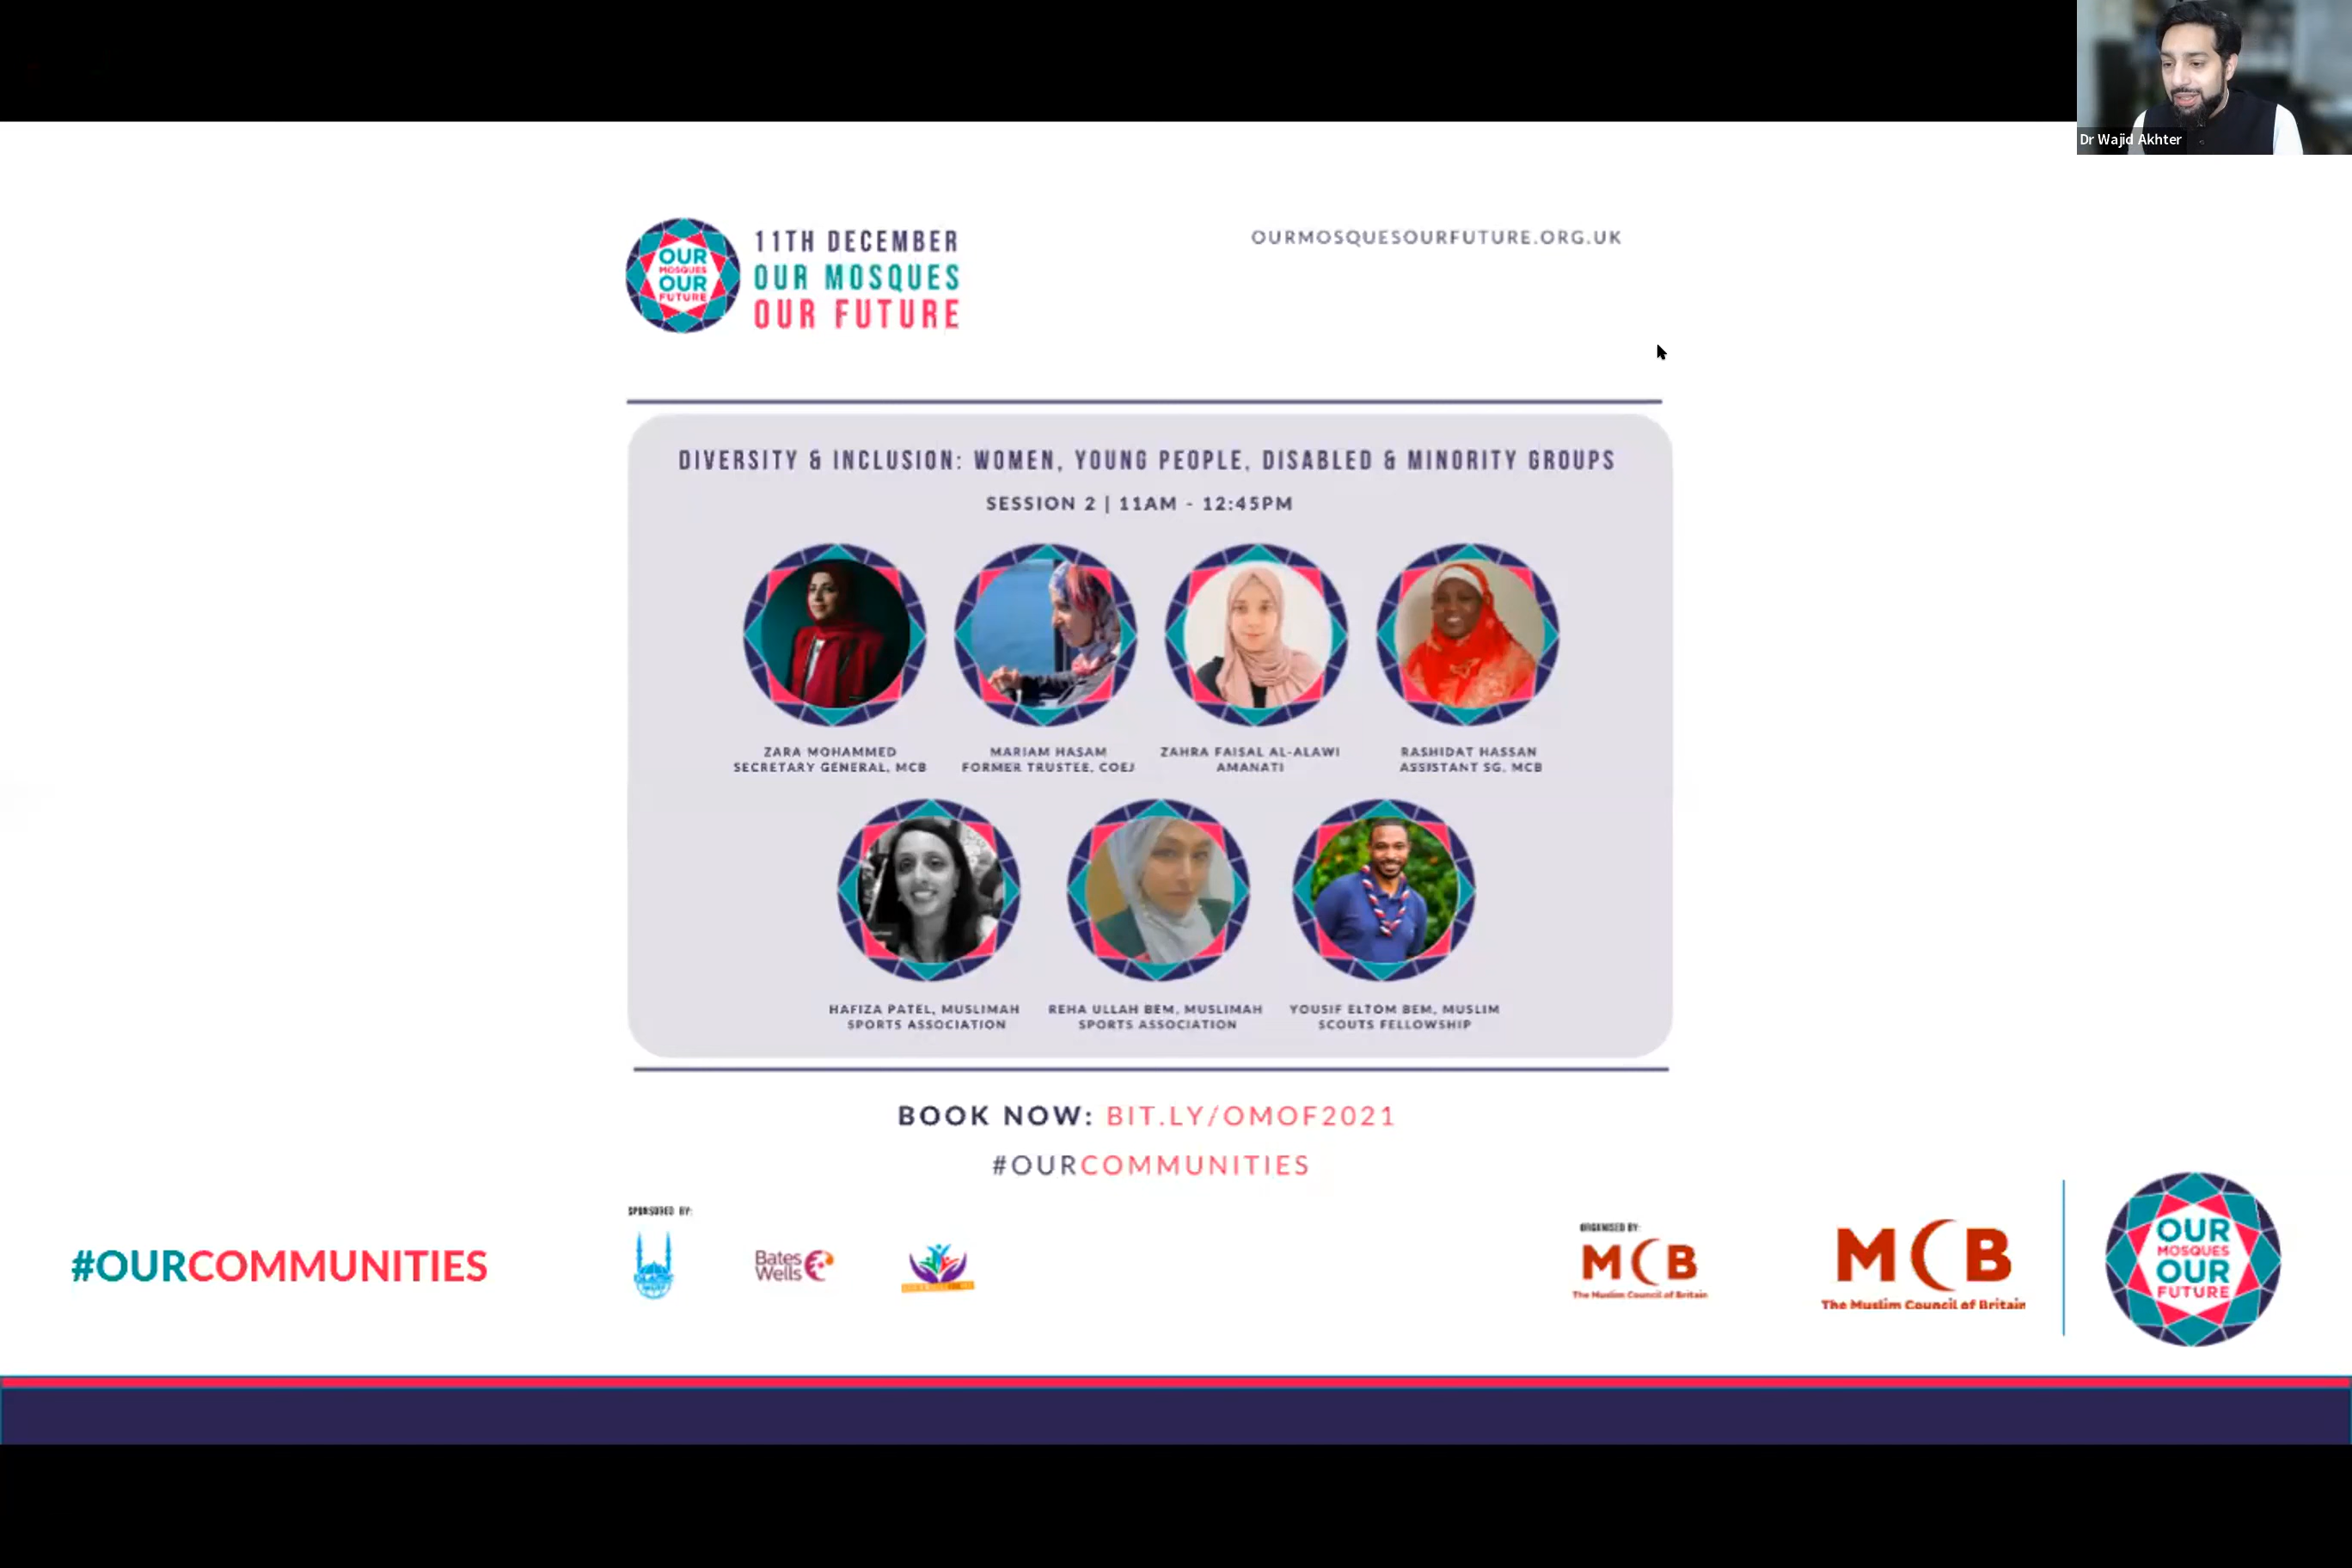 Dr Wajid Akhter
OUR
MOSQUES
OUR
FUTURE
11TH DECEMBER
OUR MOSQUES
OUR FUTURE
OURMOSQUESOURFUTURE.ORG.UK
DIVERSITY & INCLUSION: WOMEN, YOUNG PEOPLE, DISABLED & MINORITY GROUPS
SESSION 2 | 11AM - 12:45PM
ZARA MOHAMMED
SECRETARY GENERAL, MCB
MARIAM HASAM
FORMER TRUSTEE, COEJ
ZAHRA FAISAL AL-ALAWI
AMANATI
RASHIDAT HASSAN
ASSISTANT SG, MCB
HAFIZA PATEL, MUSLIMAH
SPORTS ASSOCIATION
REHA ULLAH BEM, MUSLIMAH
SPORTS ASSOCIATION
YOUSIF ELTOM BEM, MUSLIM
SCOUTS FELLOWSHIP
BOOK NOW: BIT.LY/OMOF2021
#OURCOMMUNITIES
#OURCOMMUNITIES
SPONSORED BY:
Bates
Wells
ORGANISED BY:
MCB
The Muslim Council of Britain
MCB
The Muslim Council of Britain
OUR
MOSQUES
OUR
FUTURE